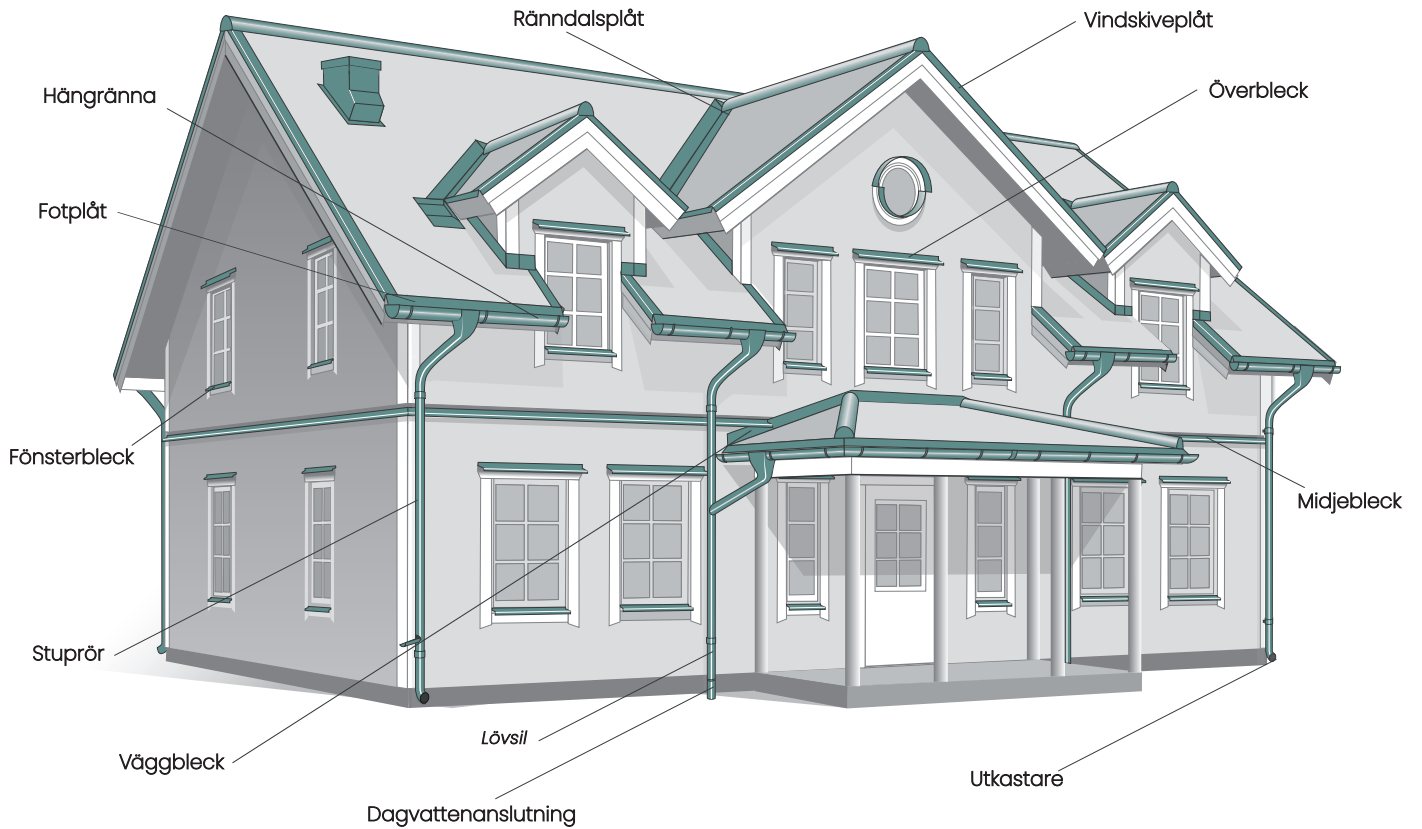 Ränndalsplåt
Vindskiveplåt
Hängränna
Överbleck
Fotplåt
Fönsterbleck
Midjebleck
Stuprör
Lövsil
Väggbleck
Utkastare
Dagvattenanslutning